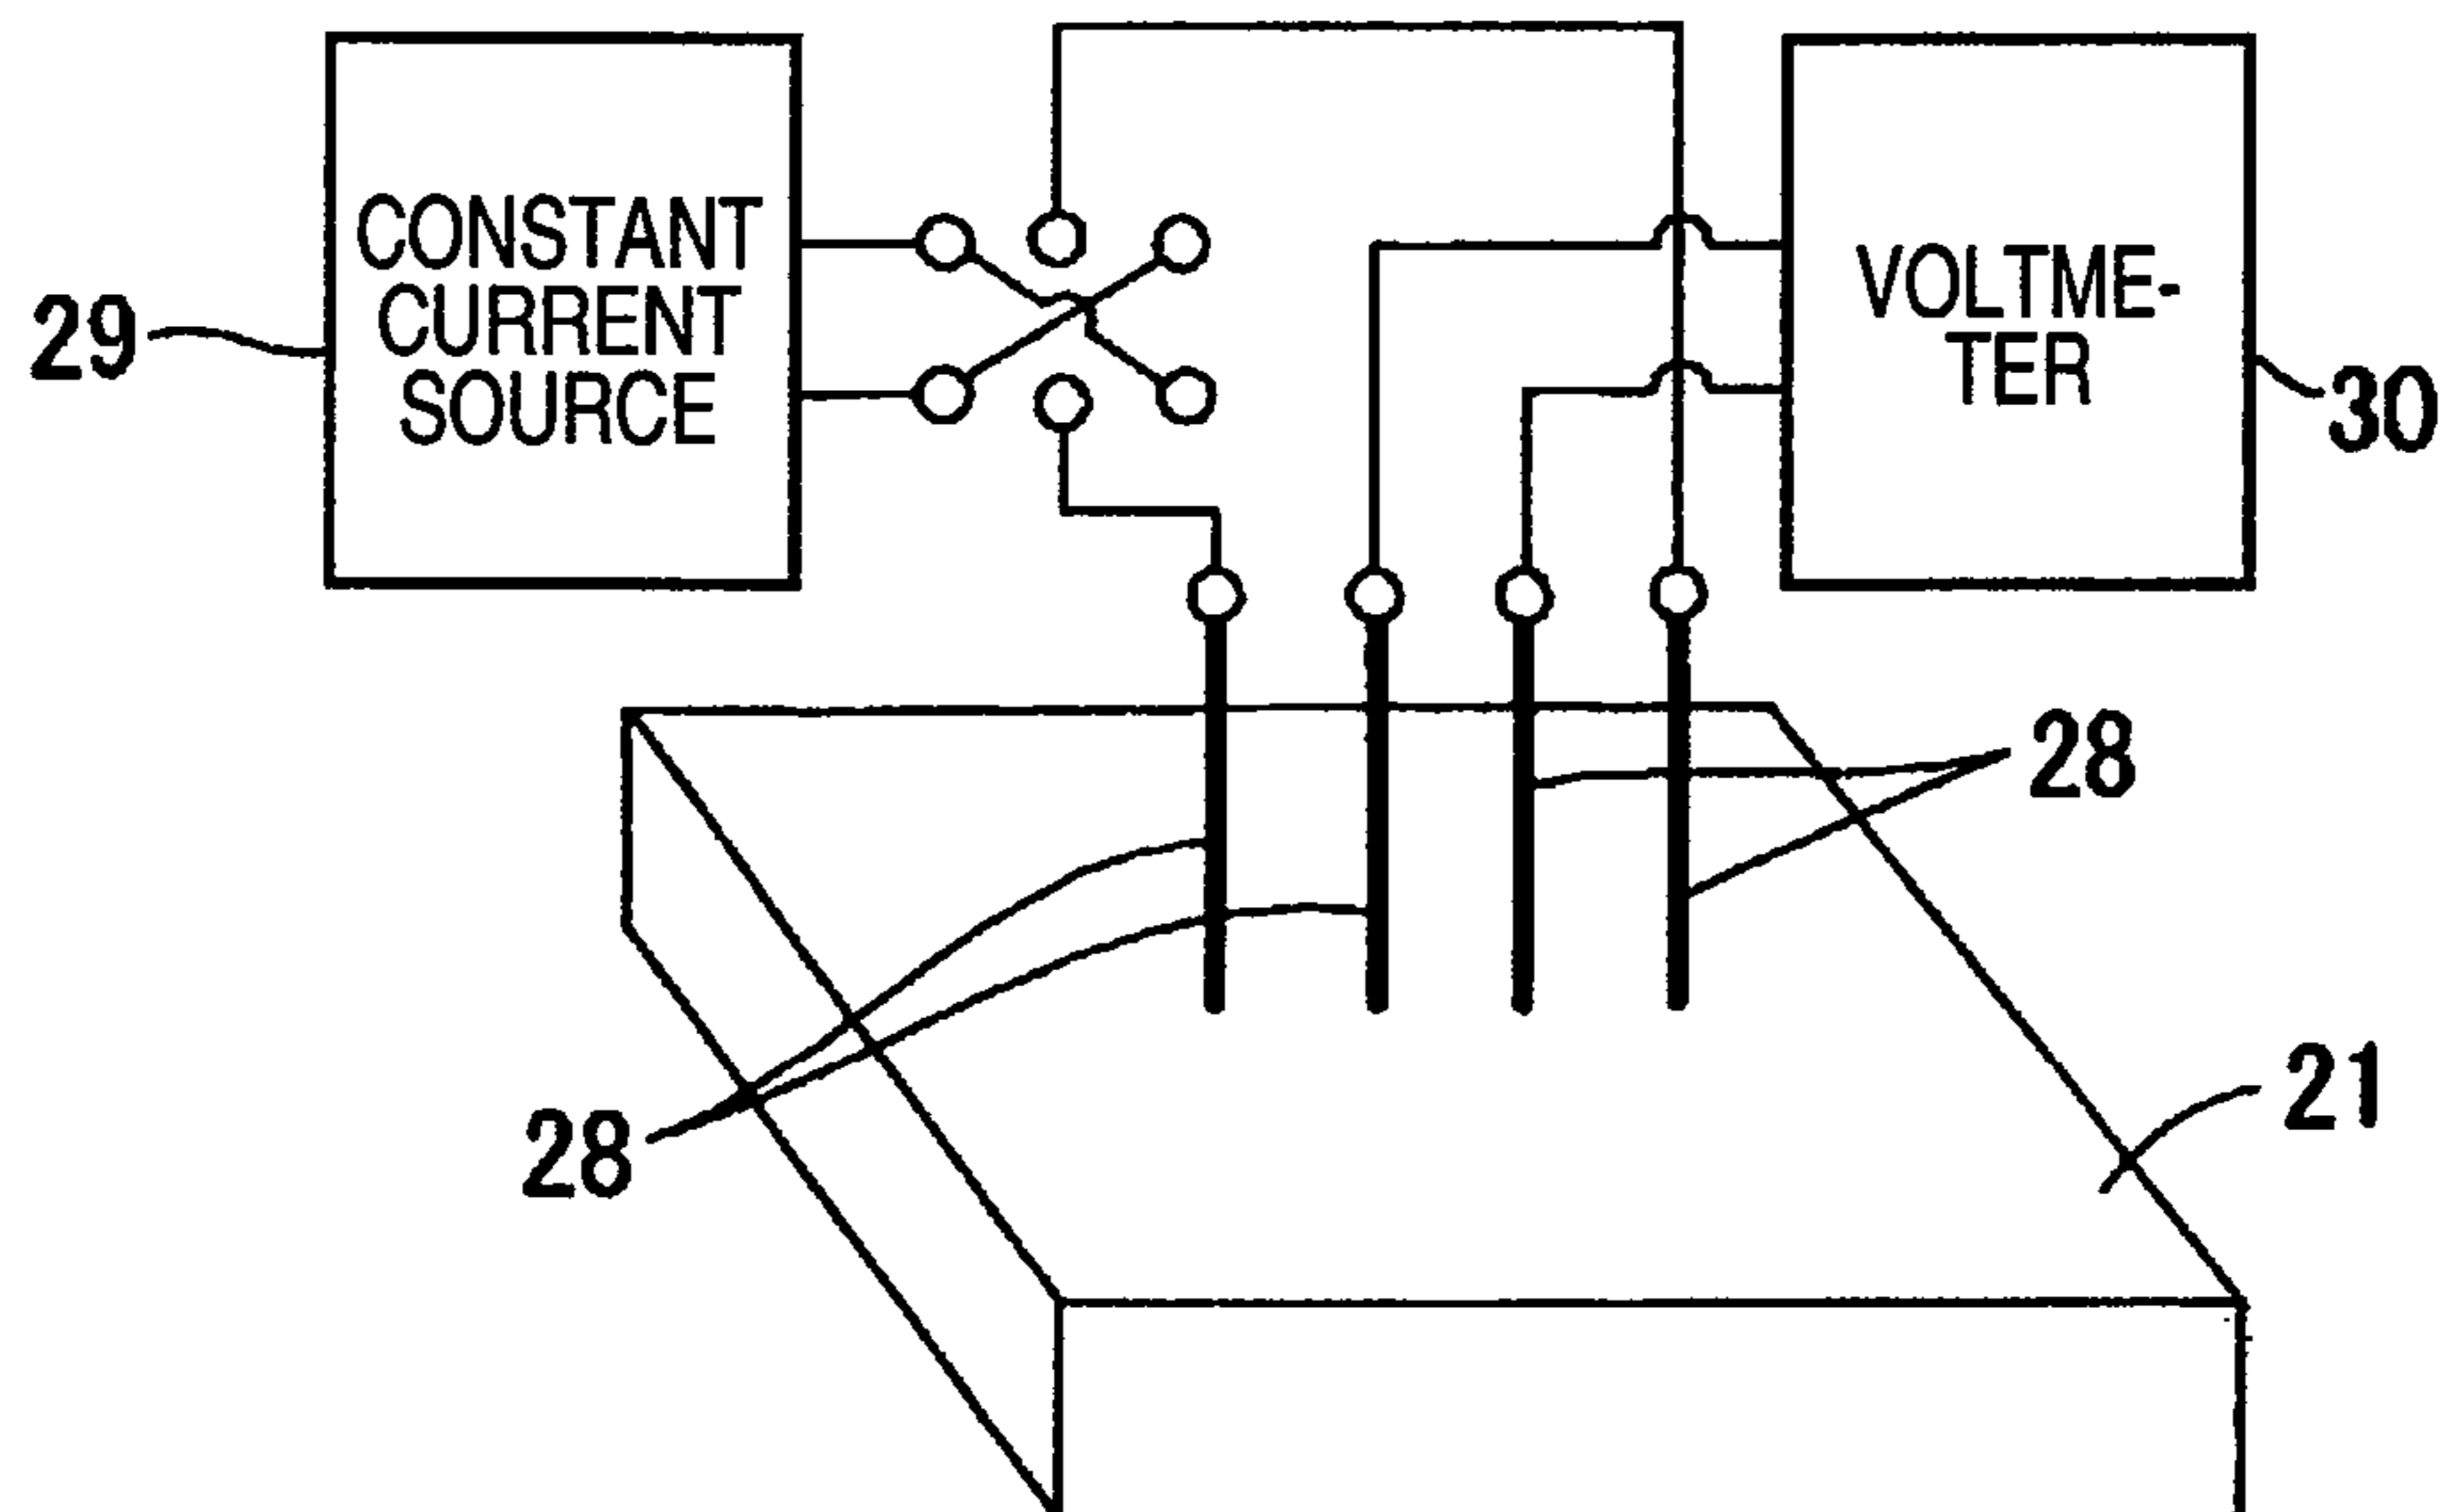 CONSTANT
CURRENT
SOURCE
29
VOLTME-
TER
30
28
21
28